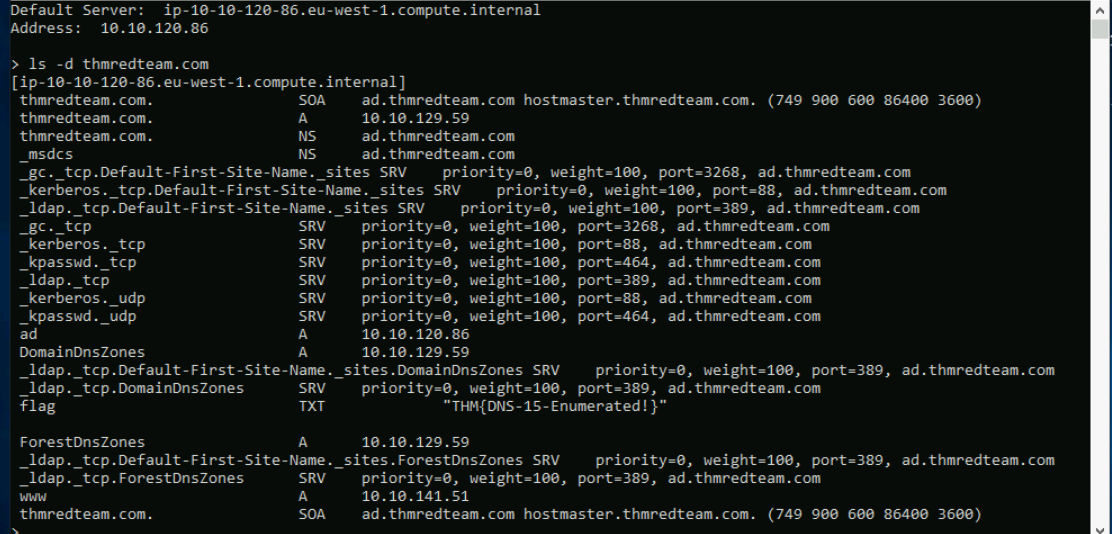 Default Server:  ip-10-10-120-86.eu-west-1.compute.internal
Address:  10.10.120.86
> ls -d thmredteam.com
[ip-10-10-120-86.eu-west-1.compute.internal]
thmredteam.com. SOA ad.thmredteam.com hostmaster.thmredteam.com. (749 900 600 86400 3600)
thmredteam.com. A 10.10.129.59
thmredteam.com. NS ad.thmredteam.com
_msdcs NS ad.thmredteam.com
_gc._tcp.Default-First-Site-Name._sites SRV priority=0, weight=100, port=3268, ad.thmredteam.com
_kerberos._tcp.Default-First-Site-Name._sites SRV priority=0, weight=100, port=88, ad.thmredteam.com
_ldap._tcp.Default-First-Site-Name._sites SRV priority=0, weight=100, port=389, ad.thmredteam.com
_gc._tcp SRV priority=0, weight=100, port=3268, ad.thmredteam.com
_kerberos._tcp SRV priority=0, weight=100, port=88, ad.thmredteam.com
_kpasswd._tcp SRV priority=0, weight=100, port=464, ad.thmredteam.com
_ldap._tcp SRV priority=0, weight=100, port=389, ad.thmredteam.com
_kerberos._udp SRV priority=0, weight=100, port=88, ad.thmredteam.com
_kpasswd._udp SRV priority=0, weight=100, port=464, ad.thmredteam.com
ad A 10.10.120.86
DomainDnsZones A 10.10.129.59
_ldap._tcp.Default-First-Site-Name._sites.DomainDnsZones SRV priority=0, weight=100, port=389, ad.thmredteam.com
_ldap._tcp.DomainDnsZones SRV priority=0, weight=100, port=389, ad.thmredteam.com
flag TXT "THM{DNS-15-Enumerated!}"
ForestDnsZones A 10.10.129.59
_ldap._tcp.Default-First-Site-Name._sites.ForestDnsZones SRV priority=0, weight=100, port=389, ad.thmredteam.com
_ldap._tcp.ForestDnsZones SRV priority=0, weight=100, port=389, ad.thmredteam.com
www A 10.10.141.51
thmredteam.com. SOA ad.thmredteam.com hostmaster.thmredteam.com. (749 900 600 86400 3600)
>